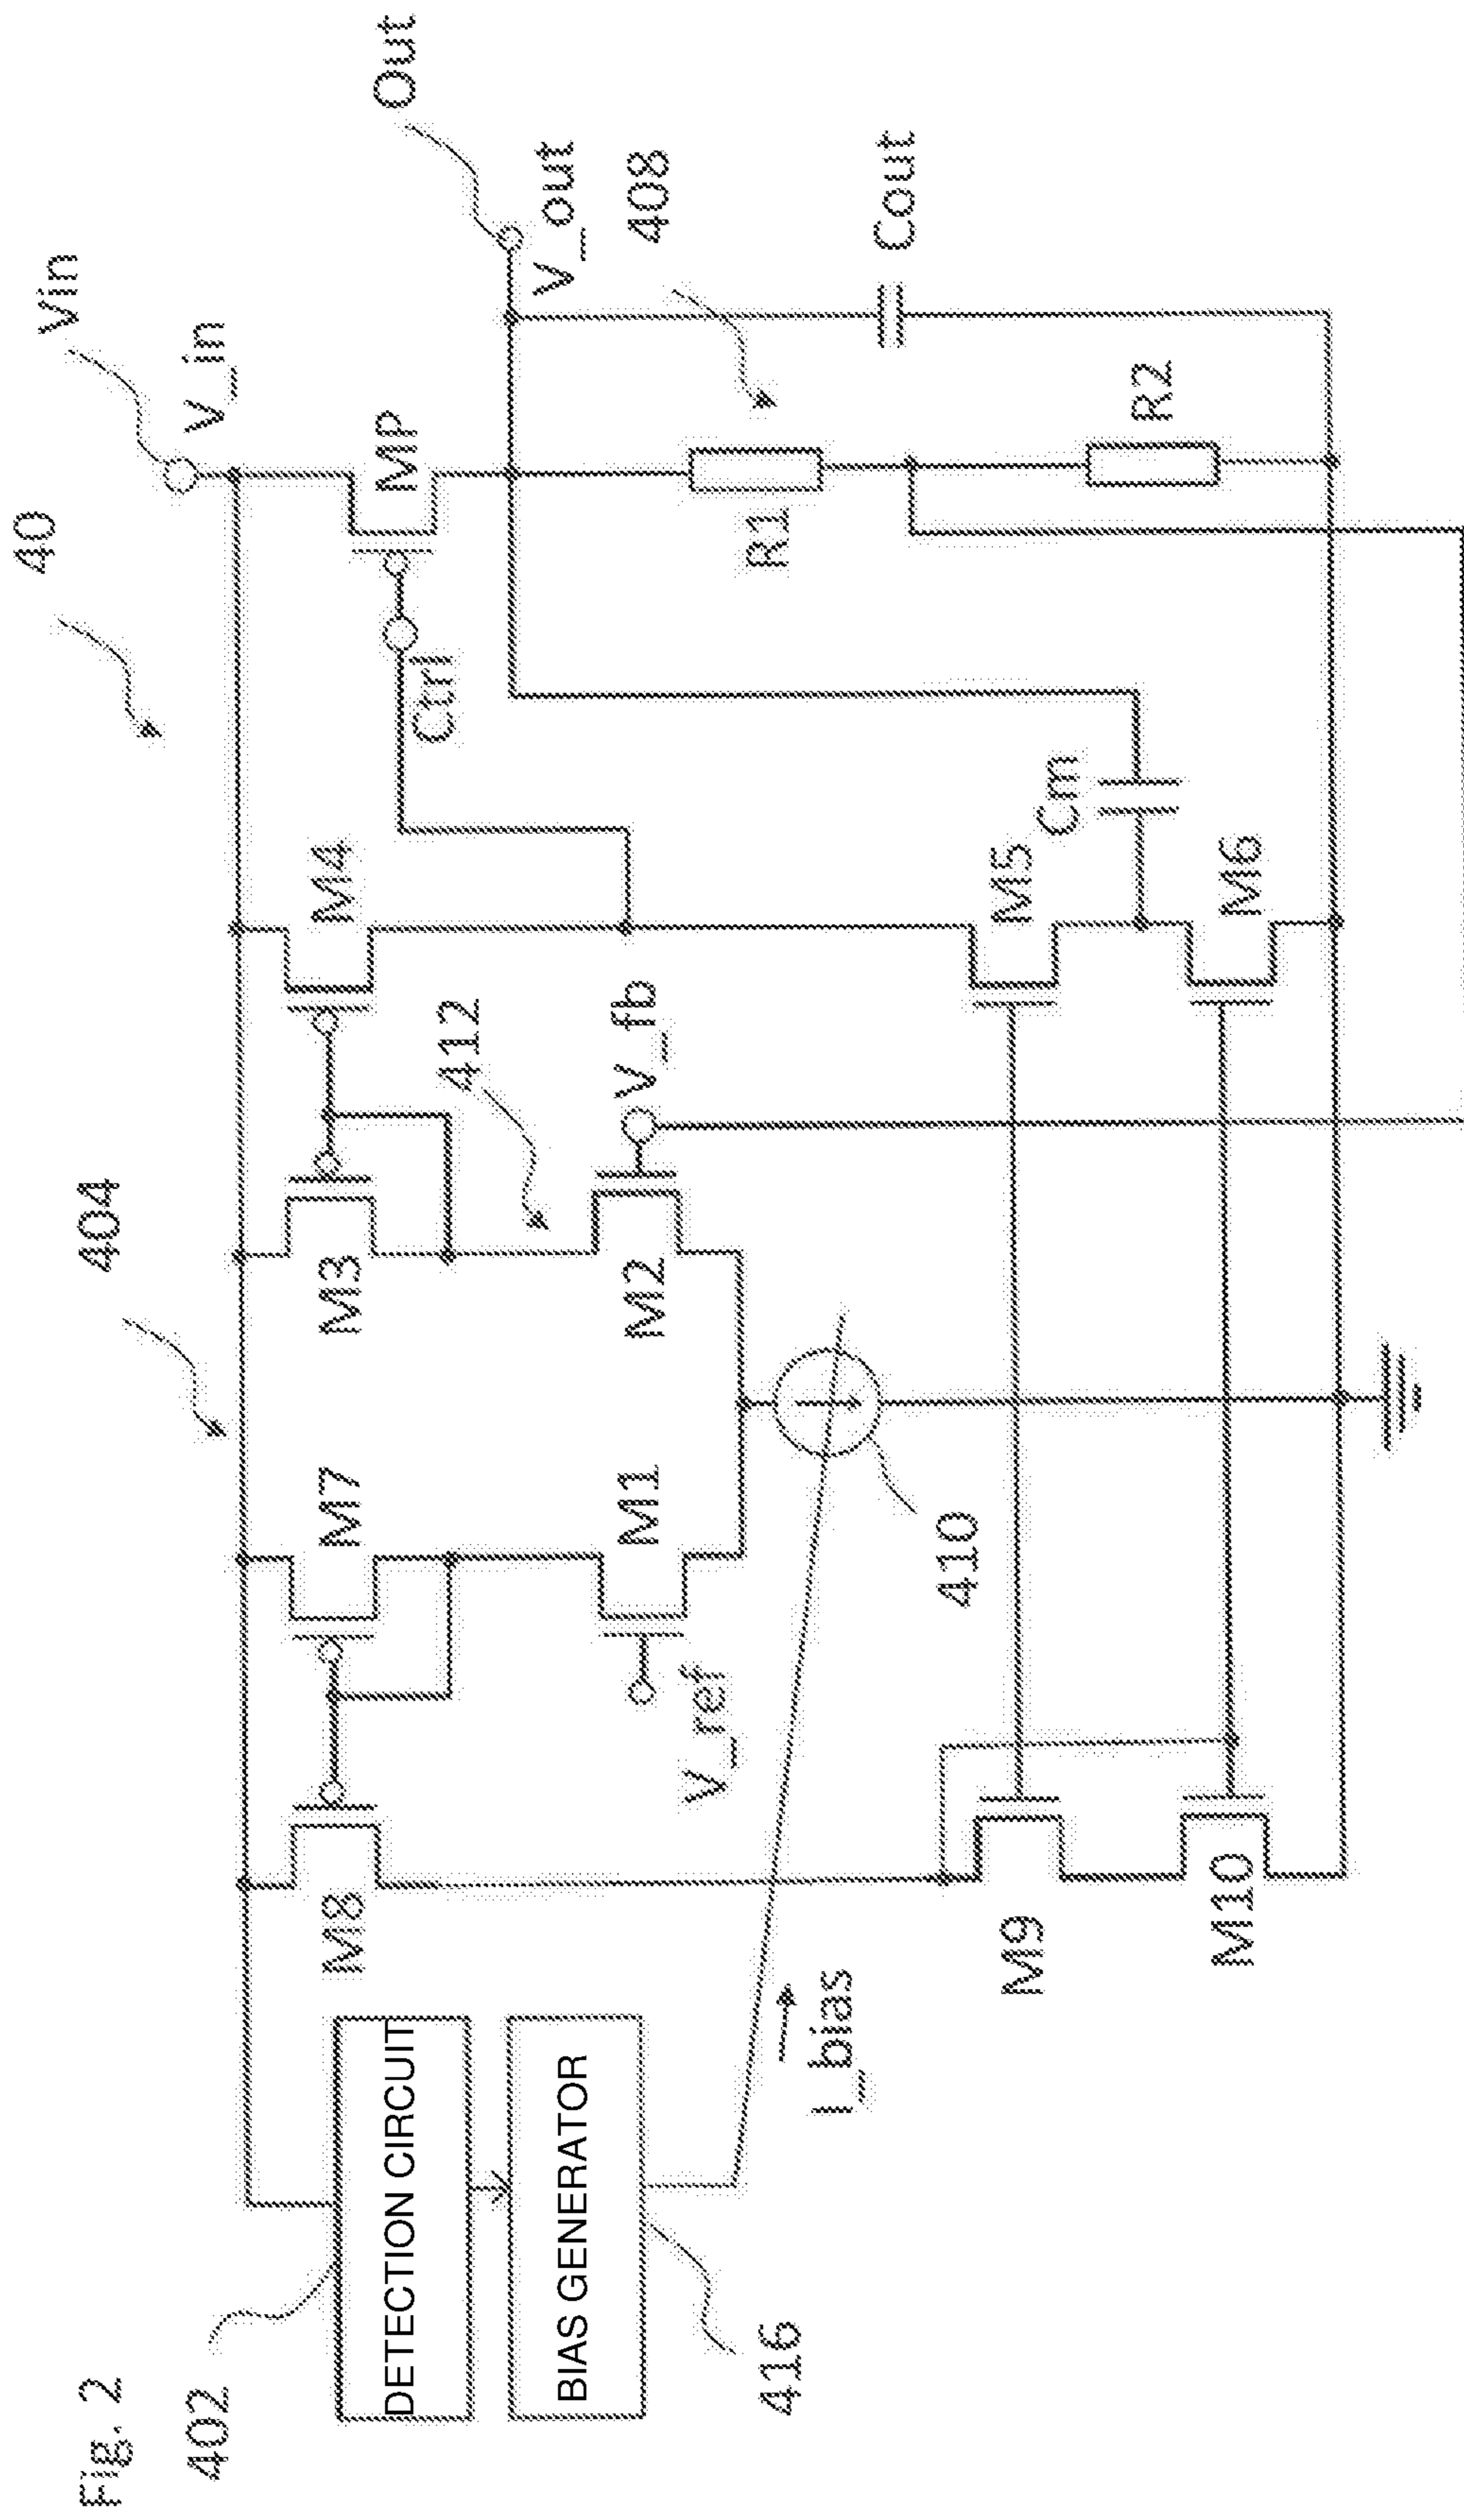 Fig. 2
40
Vin
V_in
404
402
DETECTION CIRCUIT
BIAS GENERATOR
416
I_bias
M8
M7
M3
M4
MP
Out
V_out
Ctrl
412
408
V_ref
M1
M2
V_fb
410
R1
Cout
M9
M5
Cm
M10
M6
R2